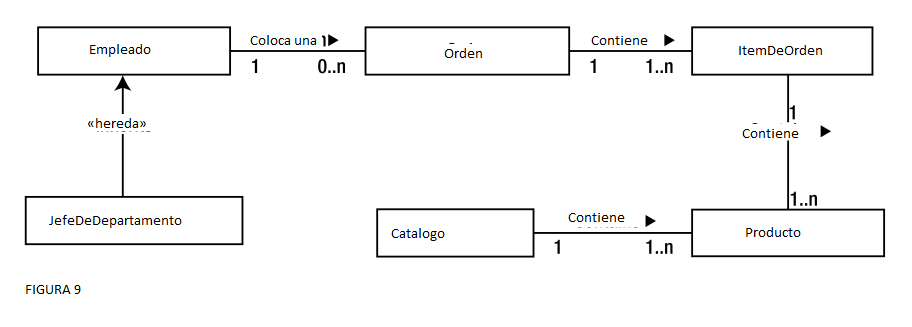 Empleado
Coloca una 1
1
0..n
Orden
Contiene
1
1..n
ItemDeOrden
«hereda»
1
Contiene
1..n
JefeDeDepartamento
Catalogo
Contiene
1
1..n
Producto
FIGURA 9